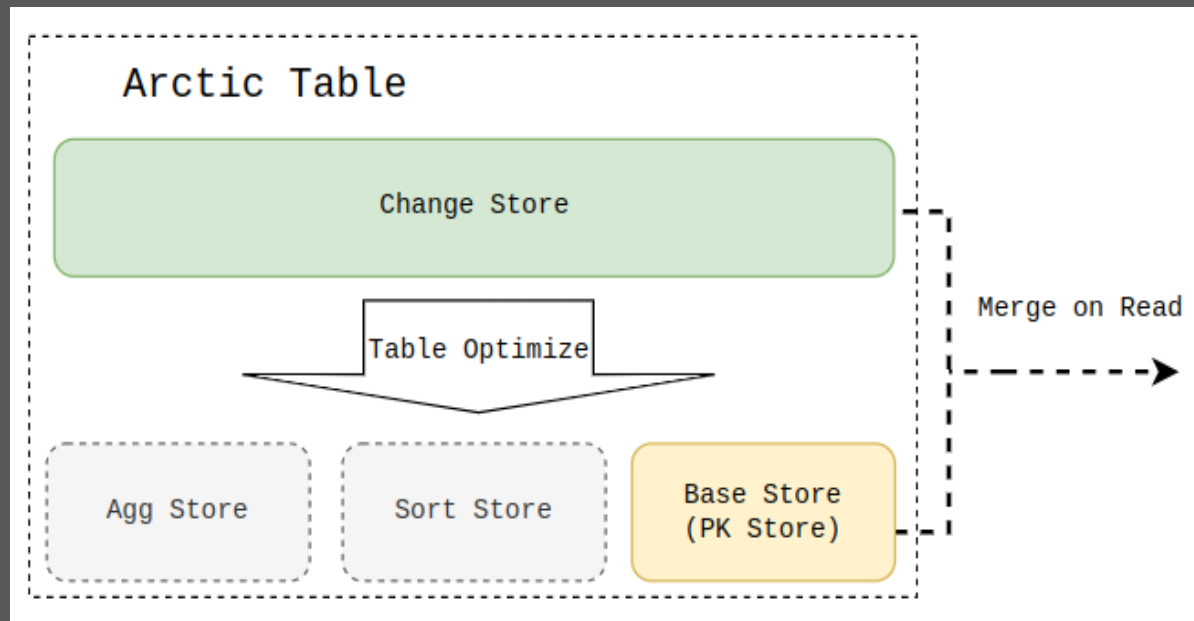 Arctic Table
Change Store
Table Optimize
Merge on Read
Agg Store
Sort Store
Base Store
(PK Store)